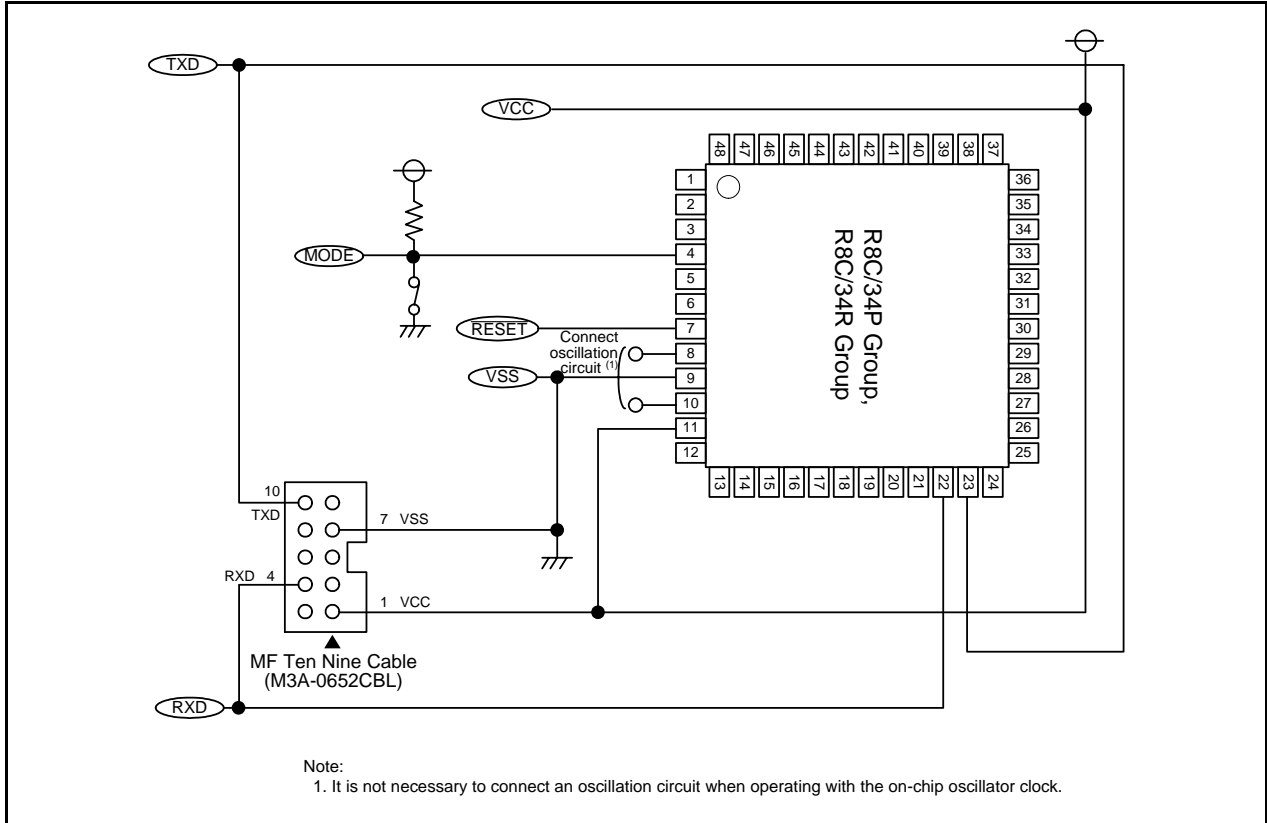 TXD
VCC
48 47 46 45 44 43 42 41 40 39 38 37
1
2
3
4
5
6
7
8
9
10
11
12
36
35
34
33
32
31
30
29
28
27
26
25
R8C/34P Group,
R8C/34R Group
MODE
RESET
Connect
oscillation
circuit (1)
VSS
13 14 15 16 17 18 19 20 21 22 23 24
10
TXD
7 VSS
RXD 4
1 VCC
MF Ten Nine Cable
(M3A-0652CBL)
RXD
Note:
1. It is not necessary to connect an oscillation circuit when operating with the on-chip oscillator clock.